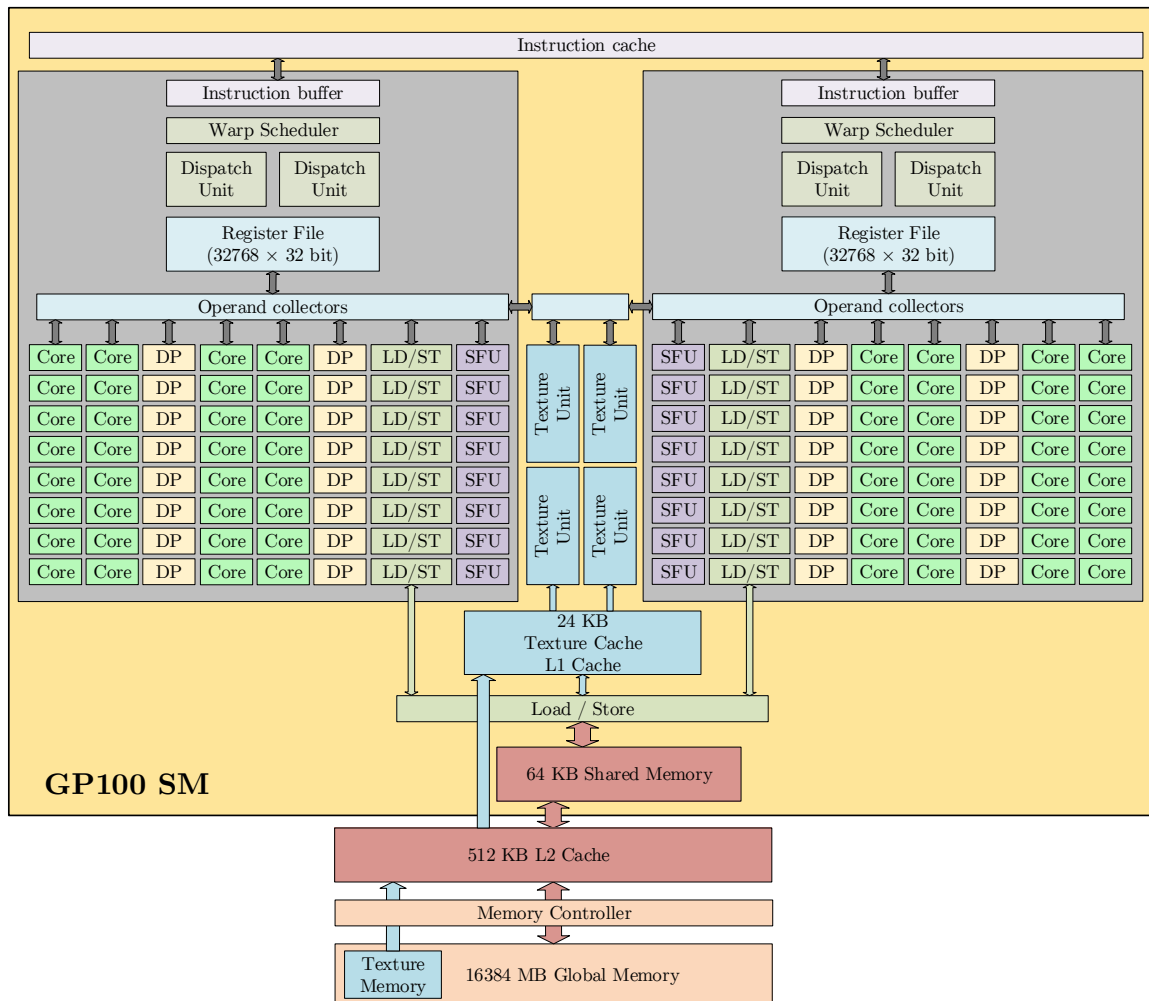 Instruction cache
Instruction buffer
Warp Scheduler
Dispatch
Unit
Dispatch
Unit
Register File
(32768 × 32 bit)
Operand collectors
Instruction buffer
Warp Scheduler
Dispatch
Unit
Dispatch
Unit
Register File
(32768 × 32 bit)
Operand collectors
Core Core DP Core Core DP LD/ST SFU
Core Core DP Core Core DP LD/ST SFU
Core Core DP Core Core DP LD/ST SFU
Core Core DP Core Core DP LD/ST SFU
Core Core DP Core Core DP LD/ST SFU
Core Core DP Core Core DP LD/ST SFU
Core Core DP Core Core DP LD/ST SFU
Core Core DP Core Core DP LD/ST SFU
Texture
Unit
Texture
Unit
Texture
Unit
Texture
Unit
SFU LD/ST DP Core Core DP Core Core
SFU LD/ST DP Core Core DP Core Core
SFU LD/ST DP Core Core DP Core Core
SFU LD/ST DP Core Core DP Core Core
SFU LD/ST DP Core Core DP Core Core
SFU LD/ST DP Core Core DP Core Core
SFU LD/ST DP Core Core DP Core Core
SFU LD/ST DP Core Core DP Core Core
24 KB
Texture Cache
L1 Cache
Load / Store
64 KB Shared Memory
GP100 SM
512 KB L2 Cache
Memory Controller
Texture
Memory
16384 MB Global Memory